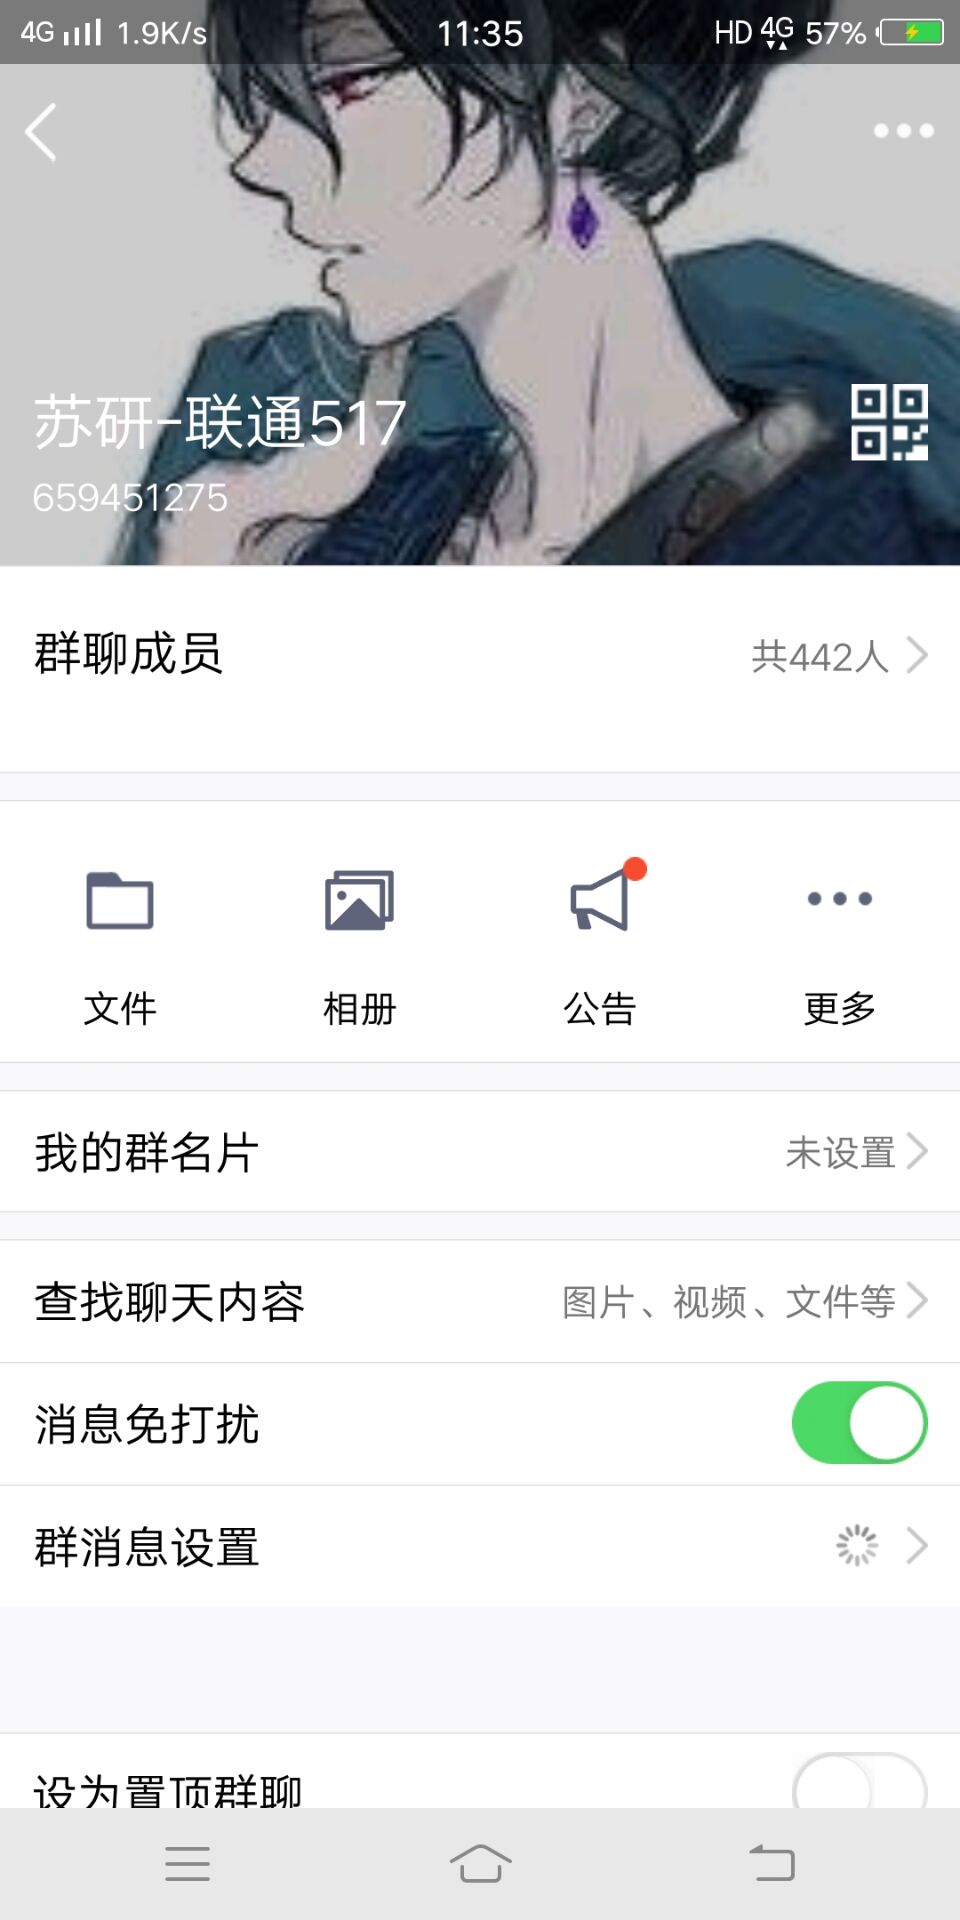 4G 1.9K/s 11:35 HD 4G 57%
苏研-联通517
659451275
群聊成员 共442人
文件 相册 公告 更多
我的群名片 未设置
查找聊天内容 图片、视频、文件等
消息免打扰
群消息设置
设为置顶群聊